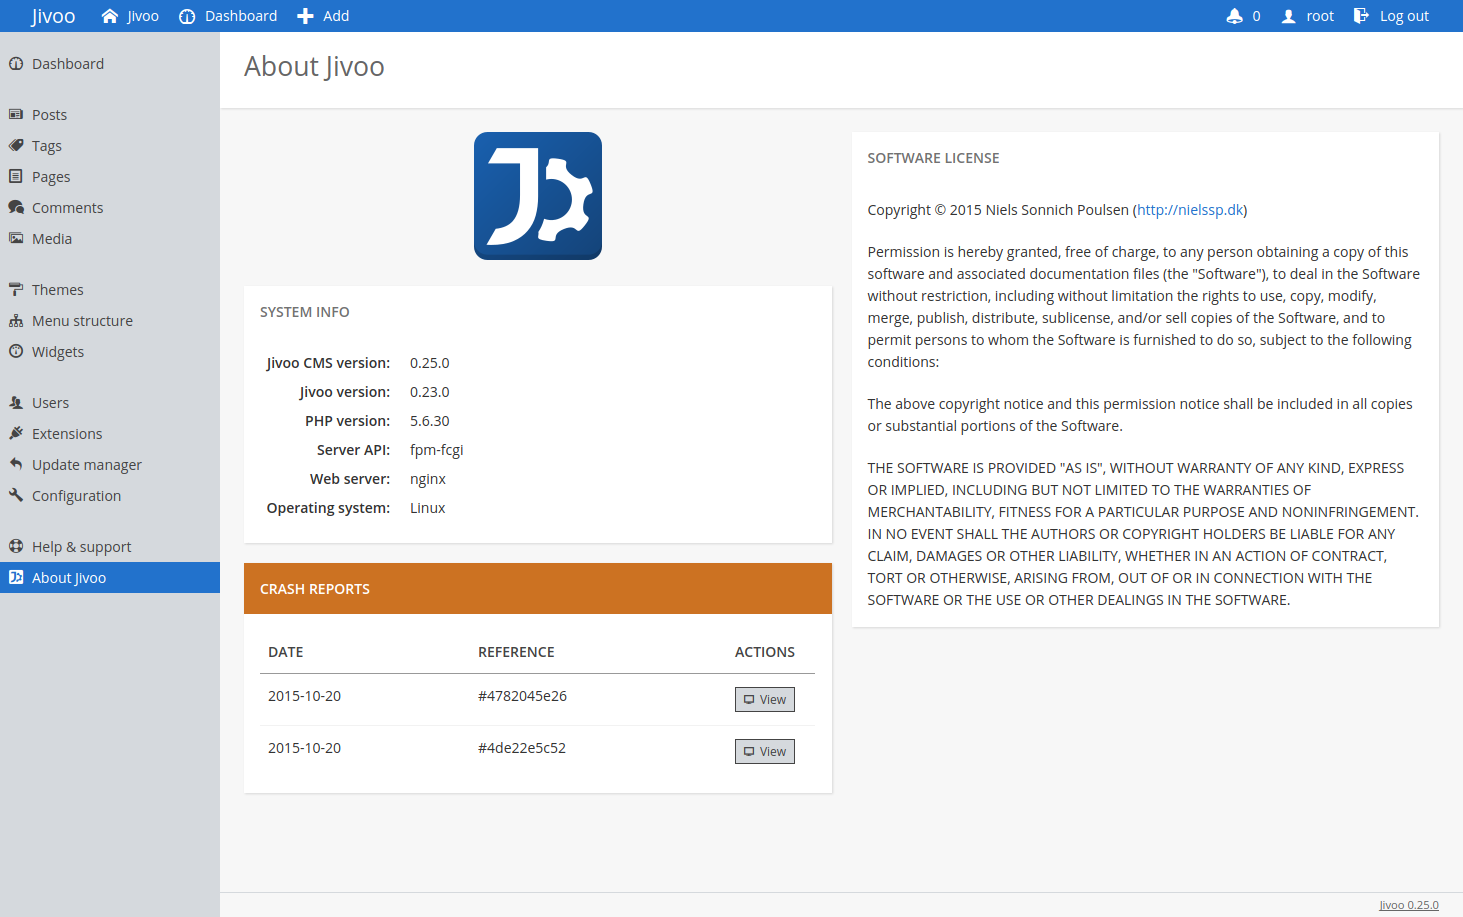 Jivoo Jivoo Dashboard Add 0 root Log out
Dashboard
Posts
Tags
Pages
Comments
Media
Themes
Menu structure
Widgets
Users
Extensions
Update manager
Configuration
Help & support
About Jivoo
About Jivoo
SYSTEM INFO
Jivoo CMS version: 0.25.0
Jivoo version: 0.23.0
PHP version: 5.6.30
Server API: fpm-fcgi
Web server: nginx
Operating system: Linux
CRASH REPORTS
DATE REFERENCE ACTIONS
2015-10-20 #4782045e26 View
2015-10-20 #4de22e5c52 View
SOFTWARE LICENSE
Copyright © 2015 Niels Sonnich Poulsen (http://nielssp.dk)
Permission is hereby granted, free of charge, to any person obtaining a copy of this
software and associated documentation files (the "Software"), to deal in the Software
without restriction, including without limitation the rights to use, copy, modify,
merge, publish, distribute, sublicense, and/or sell copies of the Software, and to
permit persons to whom the Software is furnished to do so, subject to the following
conditions:
The above copyright notice and this permission notice shall be included in all copies
or substantial portions of the Software.
THE SOFTWARE IS PROVIDED "AS IS", WITHOUT WARRANTY OF ANY KIND, EXPRESS
OR IMPLIED, INCLUDING BUT NOT LIMITED TO THE WARRANTIES OF
MERCHANTABILITY, FITNESS FOR A PARTICULAR PURPOSE AND NONINFRINGEMENT.
IN NO EVENT SHALL THE AUTHORS OR COPYRIGHT HOLDERS BE LIABLE FOR ANY
CLAIM, DAMAGES OR OTHER LIABILITY, WHETHER IN AN ACTION OF CONTRACT,
TORT OR OTHERWISE, ARISING FROM, OUT OF OR IN CONNECTION WITH THE
SOFTWARE OR THE USE OR OTHER DEALINGS IN THE SOFTWARE.
Jivoo 0.25.0